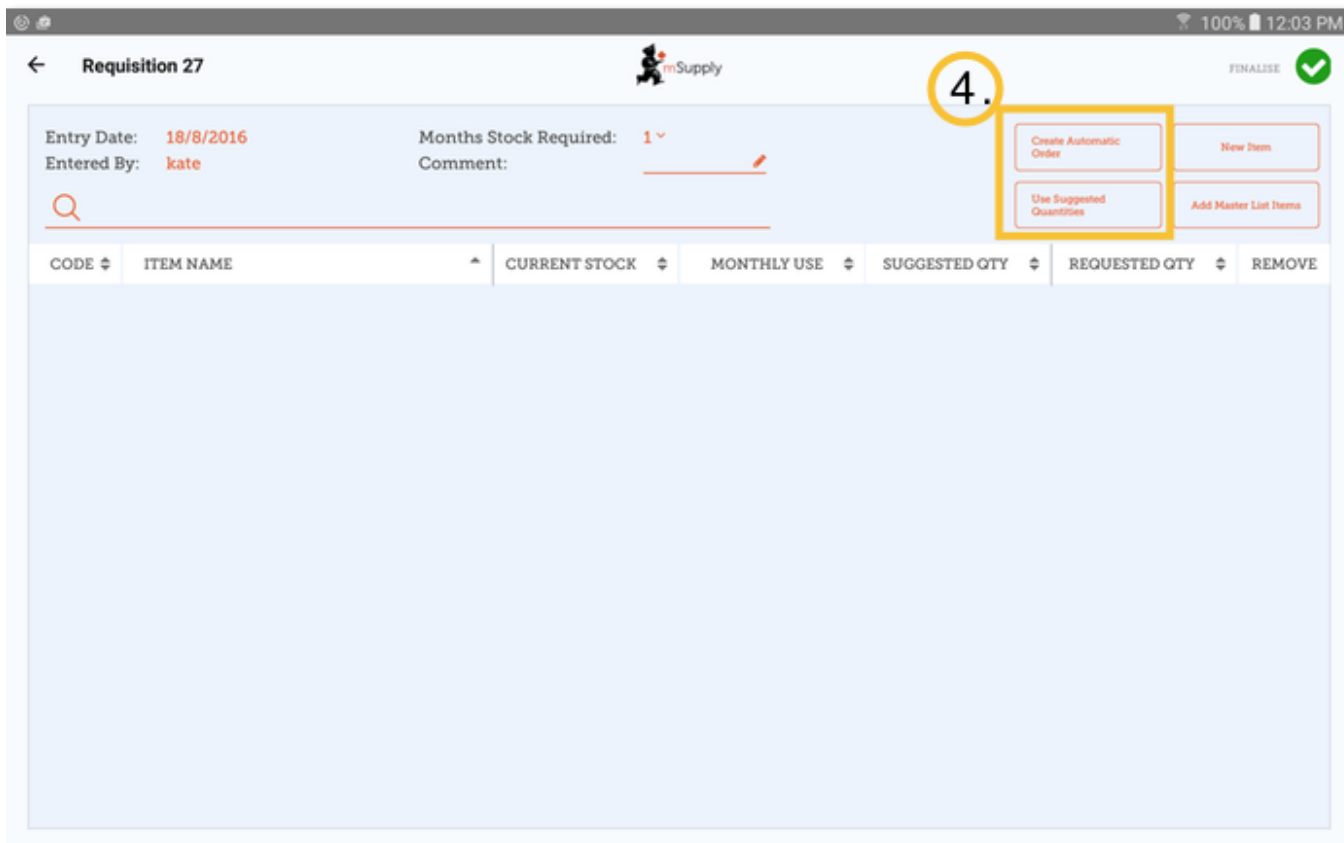 100% 12:03 PM
Requisition 27
mSupply
FINALISE
4.
Entry Date: 18/8/2016
Months Stock Required: 1
Entered By: kate
Comment:
Create Automatic
Order
New Item
Use Suggested
Quantities
Add Master List Items
CODE ITEM NAME CURRENT STOCK MONTHLY USE SUGGESTED QTY REQUESTED QTY REMOVE